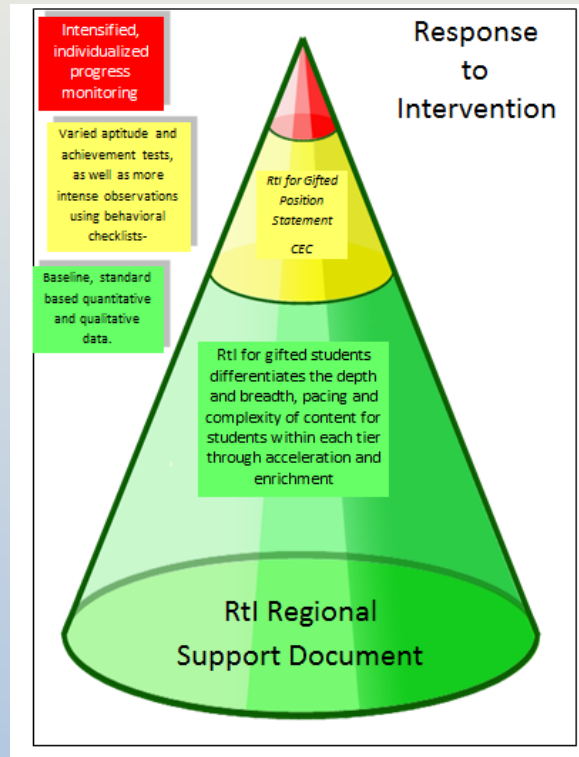 Intensified,
individualized
progress
monitoring
Response
to
Intervention
Varied aptitude and
achievement tests,
as well as more
intense observations
using behavioral
checklists-
RtI for Gifted
Position
Statement
CEC
Baseline, standard
based quantitative
and qualitative
data.
RtI for gifted students
differentiates the depth
and breadth, pacing and
complexity of content for
students within each tier
through acceleration and
enrichment
RtI Regional
Support Document